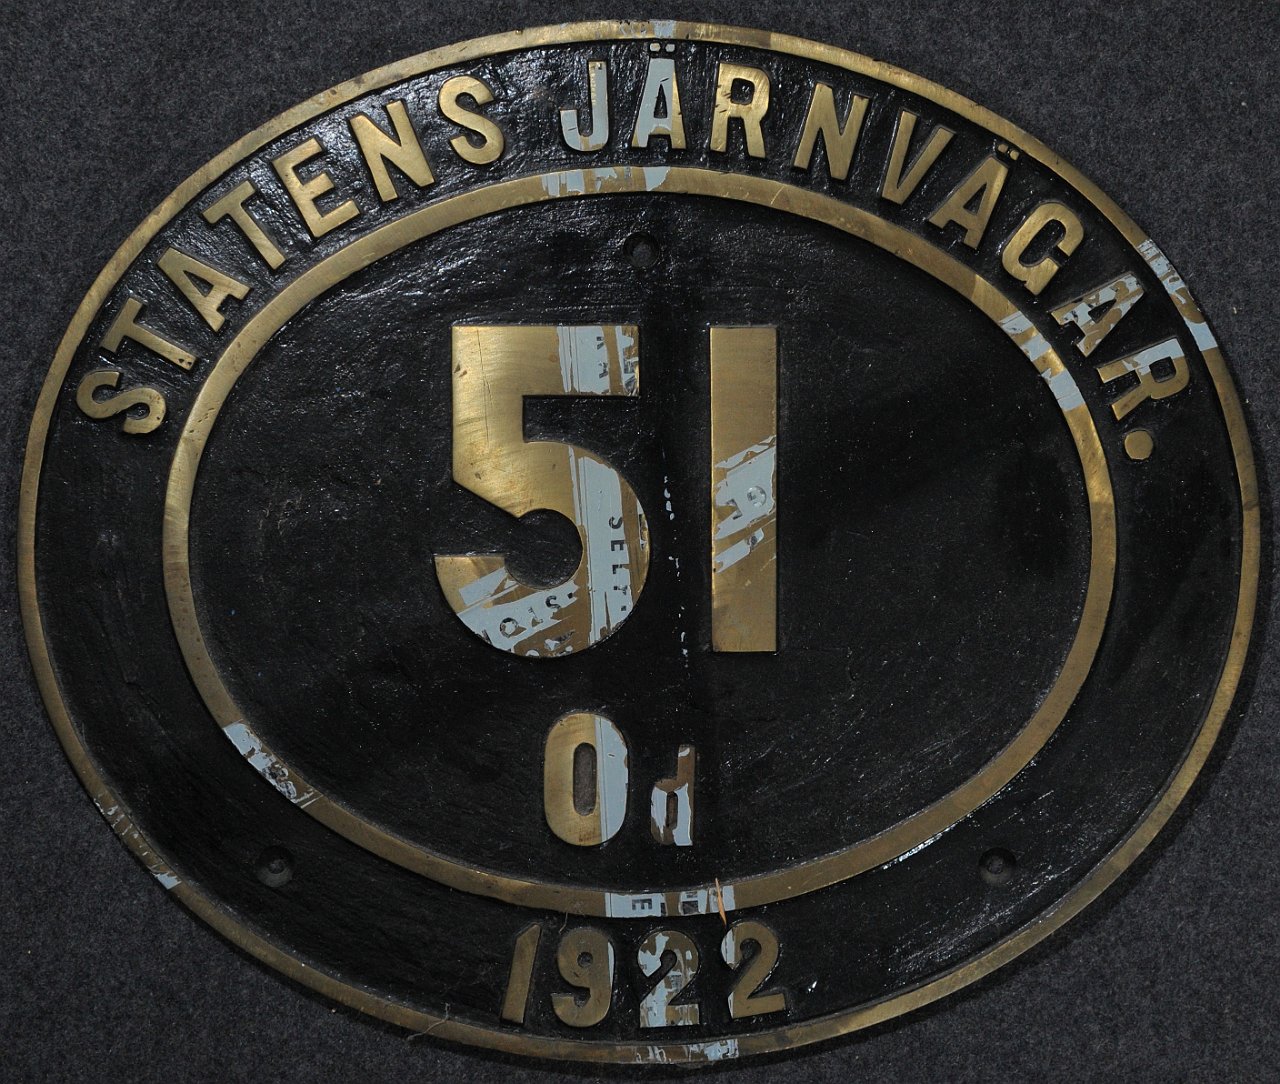 STATENS JÄRNVÄGAR.
51
Od
1922